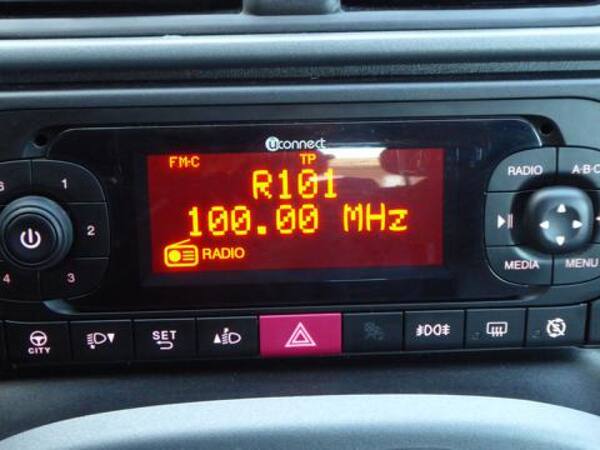 uconnect
FM-C TP
R101
100.00 MHz
RADIO
1
2
3
4
RADIO
A·B·C
MEDIA
MENU
CITY
SET